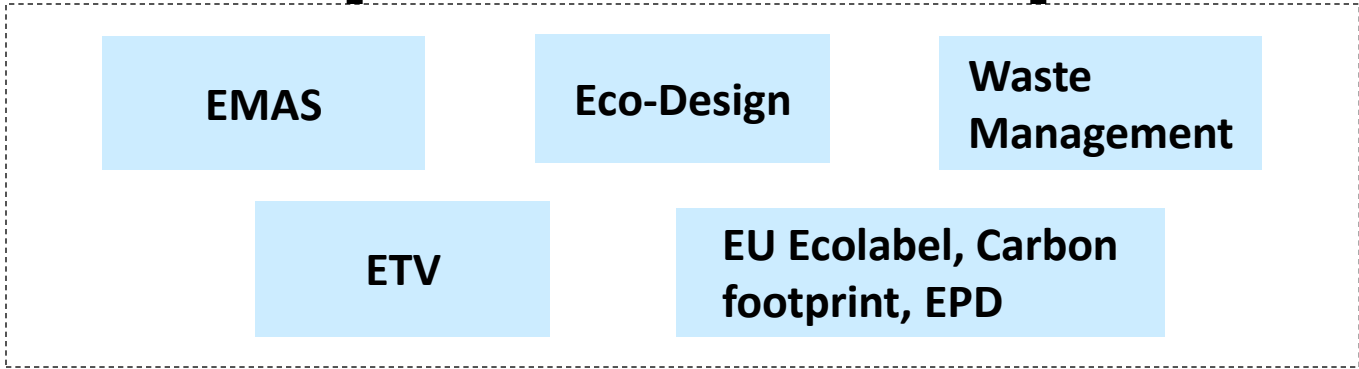 EMAS
Eco-Design
Waste
Management
ETV
EU Ecolabel, Carbon
footprint, EPD